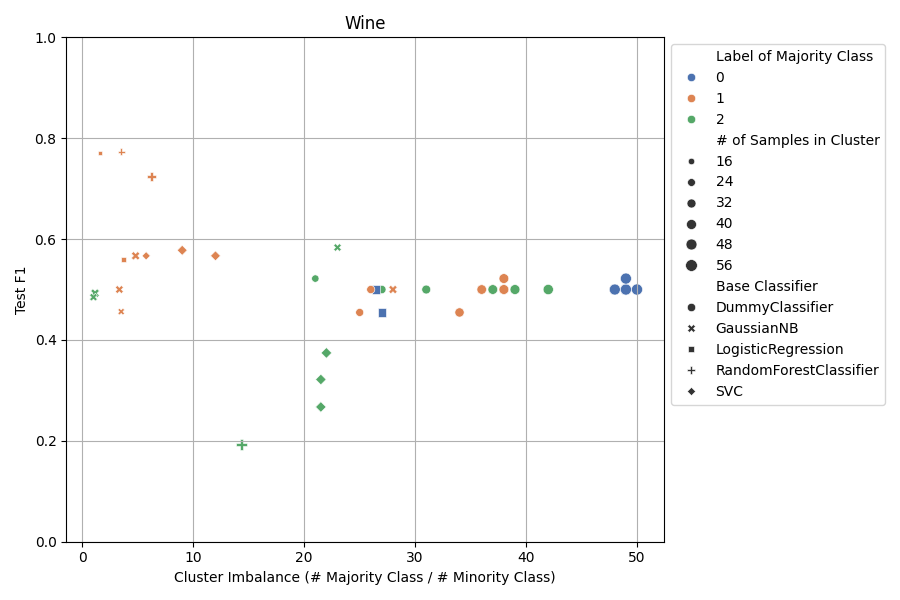 Wine
1.0
0.8
0.6
0.4
0.2
0.0
Test F1
0 10 20 30 40 50
Cluster Imbalance (# Majority Class / # Minority Class)
Label of Majority Class
0
1
2
# of Samples in Cluster
16
24
32
40
48
56
Base Classifier
DummyClassifier
GaussianNB
LogisticRegression
RandomForestClassifier
SVC